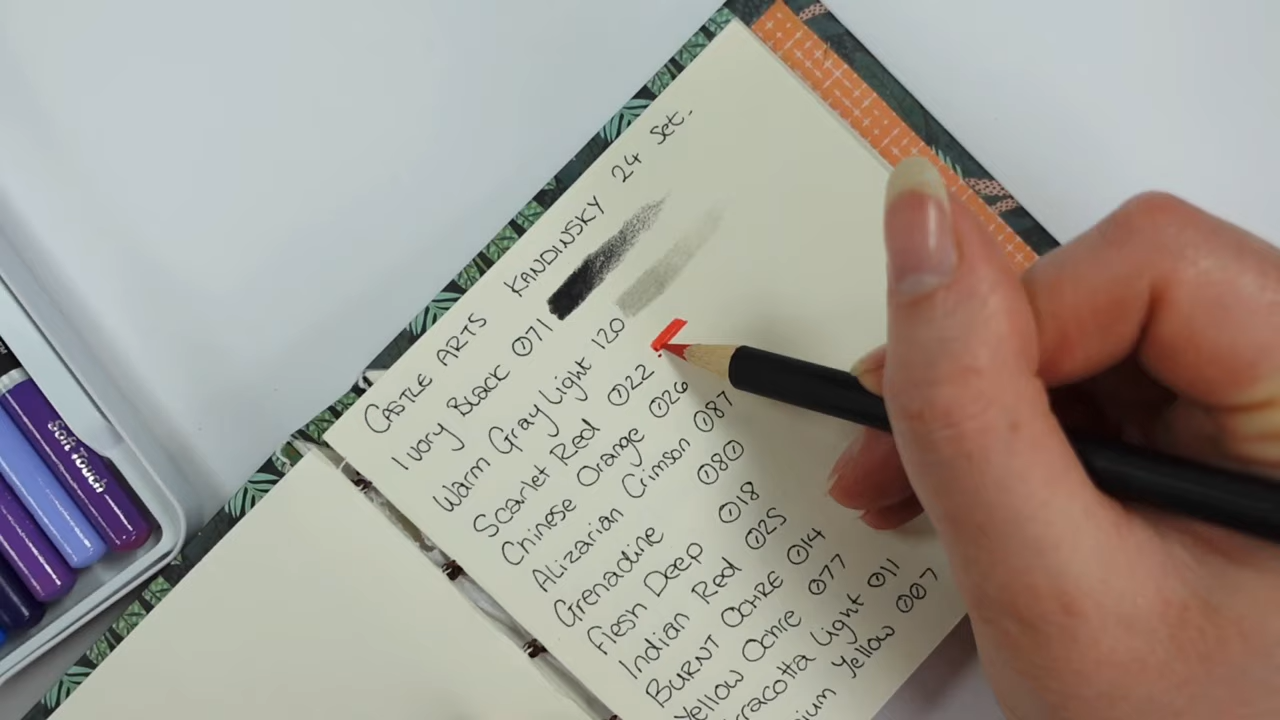 CASTLE ARTS KANDINSKY 24 Set.
Ivory Black 071
Warm Gray Light 120
Scarlet Red 022
Chinese Orange 026
Alizarian Crimson 087
Grenadine 080
Flesh Deep 018
Indian Red 025
BURNT OCHRE 014
Yellow Ochre 077
Light 011
Yellow 007
Soft Touch